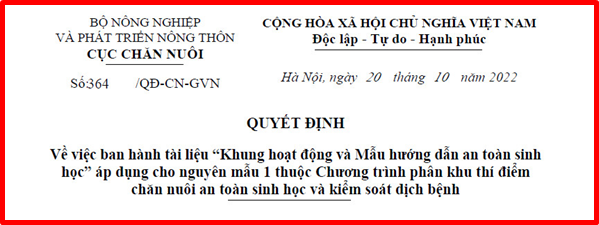 BỘ NÔNG NGHIỆP
VÀ PHÁT TRIỂN NÔNG THÔN
CỤC CHĂN NUÔI
Số:364 /QĐ-CN-GVN
CỘNG HÒA XÃ HỘI CHỦ NGHĨA VIỆT NAM
Độc lập - Tự do - Hạnh phúc
Hà Nội, ngày 20 tháng 10 năm 2022
QUYẾT ĐỊNH
Về việc ban hành tài liệu “Khung hoạt động và Mẫu hướng dẫn an toàn sinh
học” áp dụng cho nguyên mẫu 1 thuộc Chương trình phân khu thí điểm
chăn nuôi an toàn sinh học và kiểm soát dịch bệnh